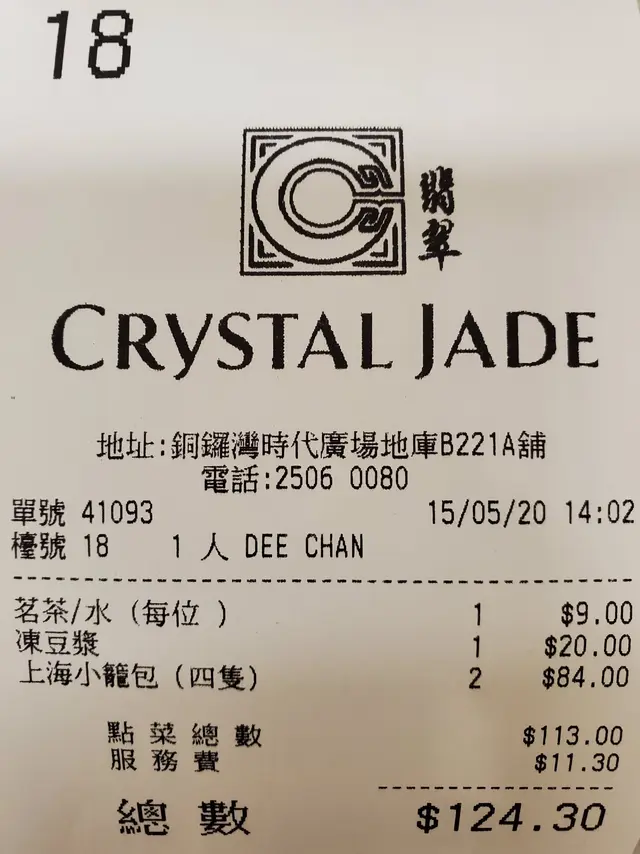 18
翡翠
CRYSTAL JADE
地址:銅鑼灣時代廣場地庫B221A舖
電話:2506 0080
單號 41093 15/05/20 14:02
檯號 18 1 人 DEE CHAN
茗茶/水 (每位 ) 1 $9.00
凍豆漿 1 $20.00
上海小籠包 (四隻) 2 $84.00
點菜總數 $113.00
服務費 $11.30
總數 $124.30